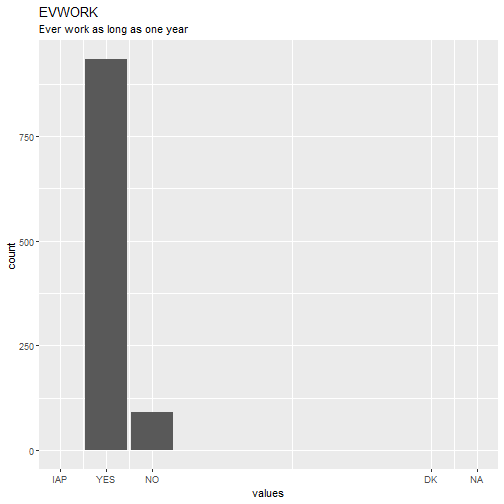 EVWORK
Ever work as long as one year
count
750
500
250
0
IAP YES NO DK NA
values